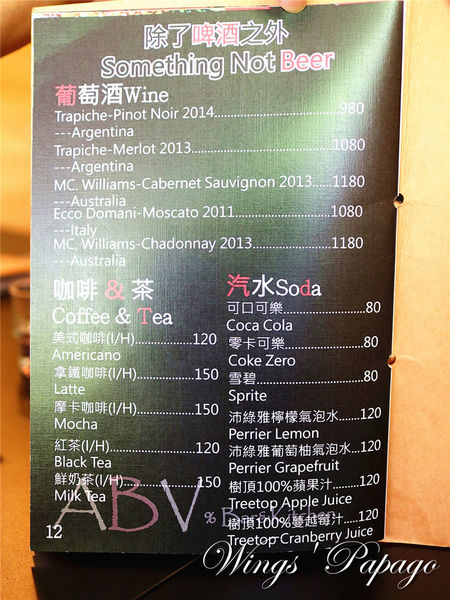 除了啤酒之外
Something Not Beer
葡萄酒Wine
Trapiche-Pinot Noir 2014....................980
---Argentina
Trapiche-Merlot 2013.........................1080
---Argentina
MC. Williams-Cabernet Sauvignon 2013......1180
---Australia
Ecco Domani-Moscato 2011....................1080
---Italy
MC. Williams-Chadonnay 2013................1180
---Australia
咖啡 & 茶
Coffee & Tea
美式咖啡(I/H)..............120
Americano
拿鐵咖啡(I/H)..............150
Latte
摩卡咖啡(I/H)..............150
Mocha
紅茶(I/H)....................120
Black Tea
鮮奶茶(I/H)..................150
Milk Tea
汽水Soda
可口可樂....................80
Coca Cola
零卡可樂....................80
Coke Zero
雪碧..........................80
Sprite
沛綠雅檸檬氣泡水.....120
Perrier Lemon
沛綠雅葡萄柚氣泡水...120
Perrier Grapefruit
樹頂100%蘋果汁......120
Treetop Apple Juice
樹頂100%蔓越莓汁....120
Treetop Cranberry Juice
ABV
% Bar&Kitchen
12
Wings' Papago